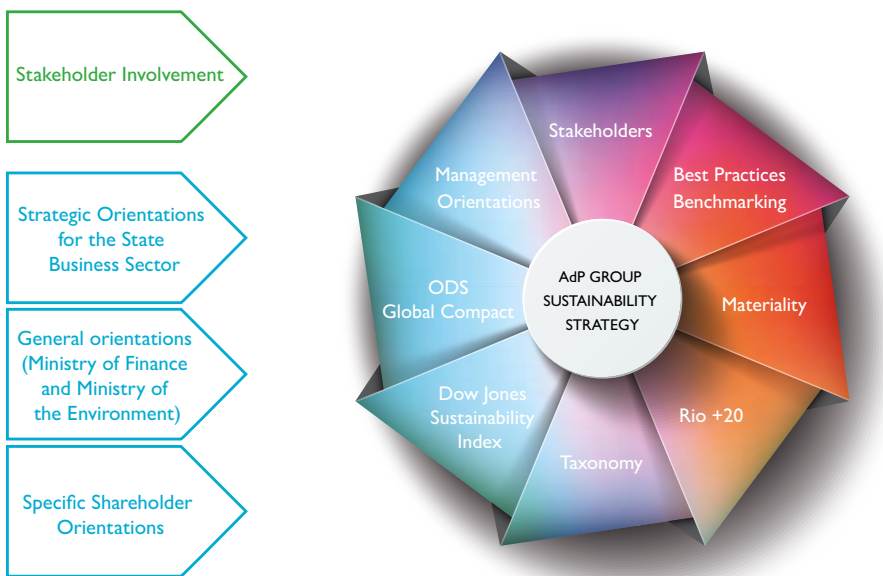 Stakeholder Involvement
Strategic Orientations
for the State
Business Sector
General orientations
(Ministry of Finance
and Ministry of
the Environment)
Specific Shareholder
Orientations
Stakeholders
Best Practices
Benchmarking
Materiality
Rio +20
Taxonomy
Dow Jones
Sustainability
Index
ODS
Global Compact
Management
Orientations
AdP GROUP
SUSTAINABILITY
STRATEGY